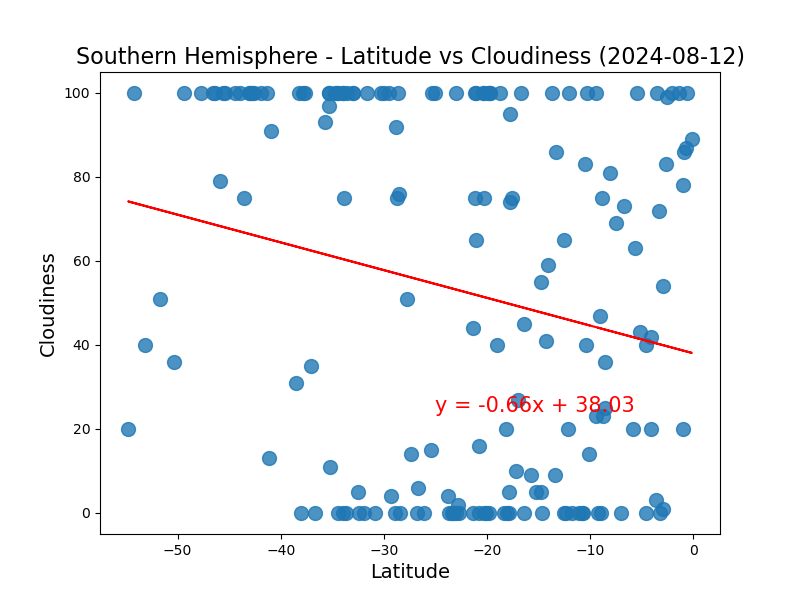 Southern Hemisphere - Latitude vs Cloudiness (2024-08-12)
100
80
60
40
20
0
Cloudiness
y = -0.66x + 38.03
−50 −40 −30 −20 −10 0
Latitude